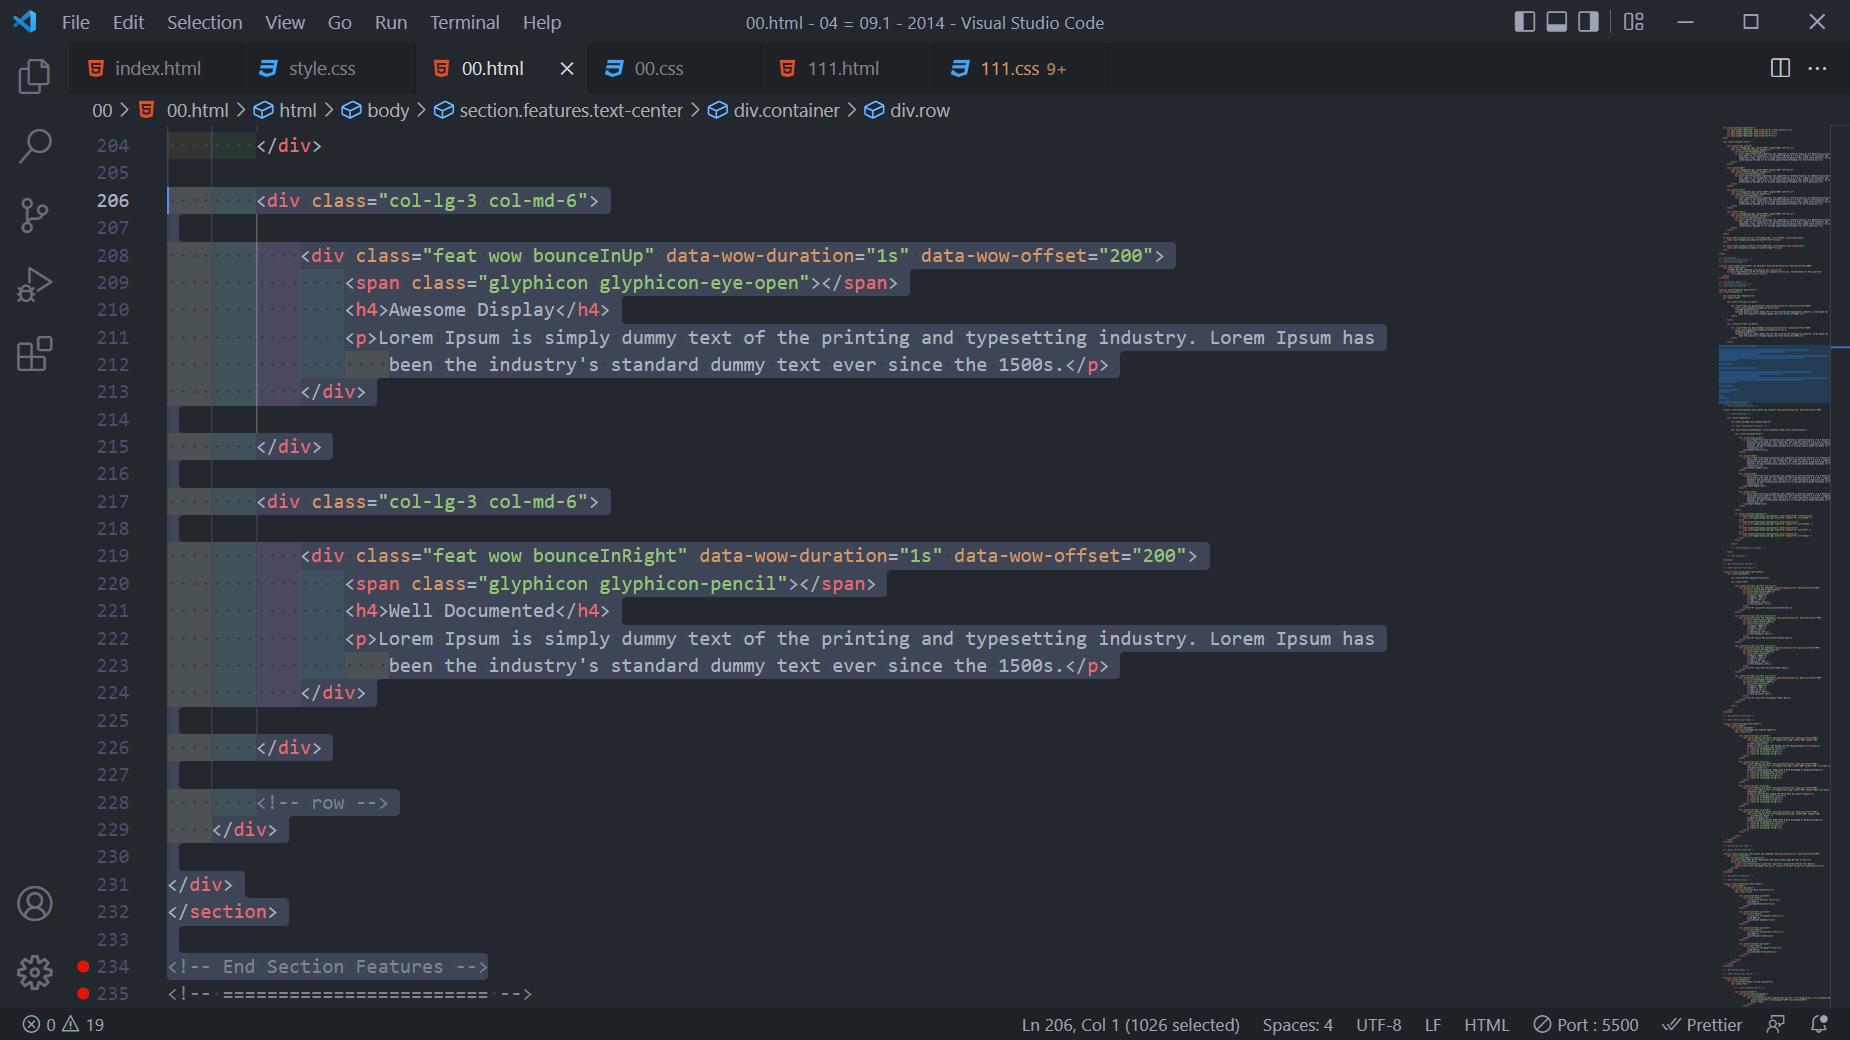 File Edit Selection View Go Run Terminal Help 00.html - 04 = 09.1 - 2014 - Visual Studio Code
index.html style.css 00.html 00.css 111.html 111.css 9+
00 > 00.html > html > body > section.features.text-center > div.container > div.row
204 </div>
205
206 <div class="col-lg-3 col-md-6">
207
208 <div class="feat wow bounceInUp" data-wow-duration="1s" data-wow-offset="200">
209 <span class="glyphicon glyphicon-eye-open"></span>
210 <h4>Awesome Display</h4>
211 <p>Lorem Ipsum is simply dummy text of the printing and typesetting industry. Lorem Ipsum has
212 been the industry's standard dummy text ever since the 1500s.</p>
213 </div>
214
215 </div>
216
217 <div class="col-lg-3 col-md-6">
218
219 <div class="feat wow bounceInRight" data-wow-duration="1s" data-wow-offset="200">
220 <span class="glyphicon glyphicon-pencil"></span>
221 <h4>Well Documented</h4>
222 <p>Lorem Ipsum is simply dummy text of the printing and typesetting industry. Lorem Ipsum has
223 been the industry's standard dummy text ever since the 1500s.</p>
224 </div>
225
226 </div>
227
228 <!-- row -->
229 </div>
230
231 </div>
232 </section>
233
234 <!-- End Section Features -->
235 <!-- ======================== -->
0 19 Ln 206, Col 1 (1026 selected) Spaces: 4 UTF-8 LF HTML Port : 5500 Prettier